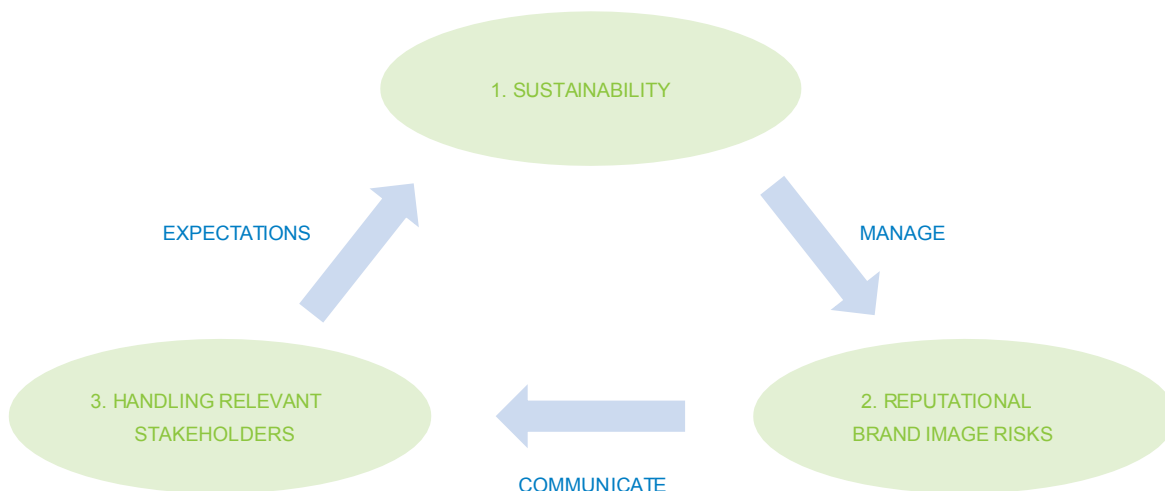 1. SUSTAINABILITY
EXPECTATIONS
MANAGE
3. HANDLING RELEVANT
STAKEHOLDERS
2. REPUTATIONAL
BRAND IMAGE RISKS
COMMUNICATE